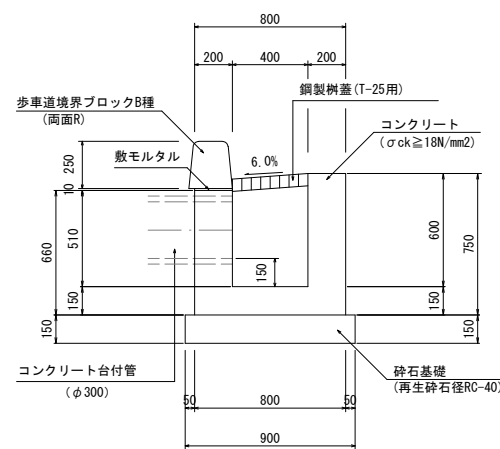 800
200
400
200
鋼製桝蓋(T-25用)
歩車道境界ブロックB種
(両面R)
コンクリート
(σck≧18N/mm2)
敷モルタル
6.0%
250
10
510
660
150
150
150
600
750
150
150
コンクリート台付管
(φ300)
砕石基礎
(再生砕石径RC-40)
50
800
50
900